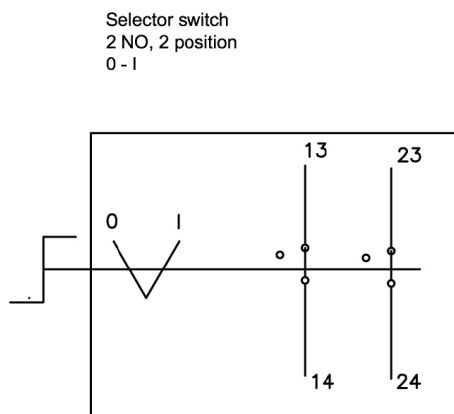 Selector switch
2 NO, 2 position
0 - I
13
23
0 I
14
24